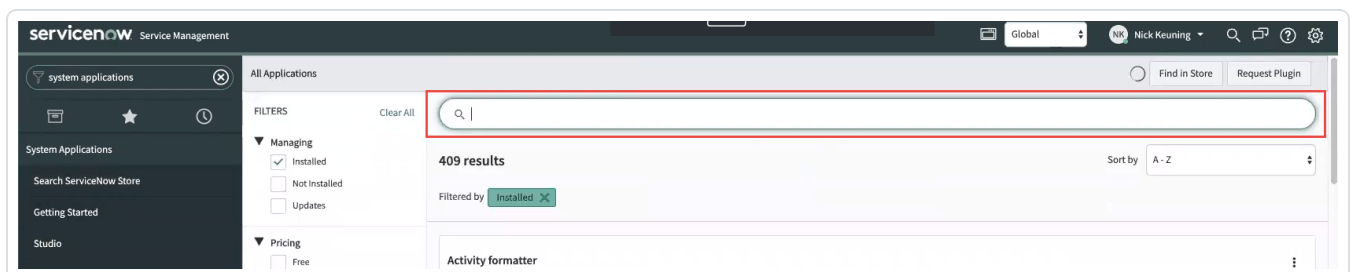 servicenow Service Management
Global
NK Nick Keuning
system applications
All Applications
Find in Store
Request Plugin
FILTERS
Clear All
System Applications
Managing
Installed
409 results
Sort by
A - Z
Search ServiceNow Store
Not Installed
Filtered by Installed
Getting Started
Updates
Studio
Pricing
Free
Activity formatter